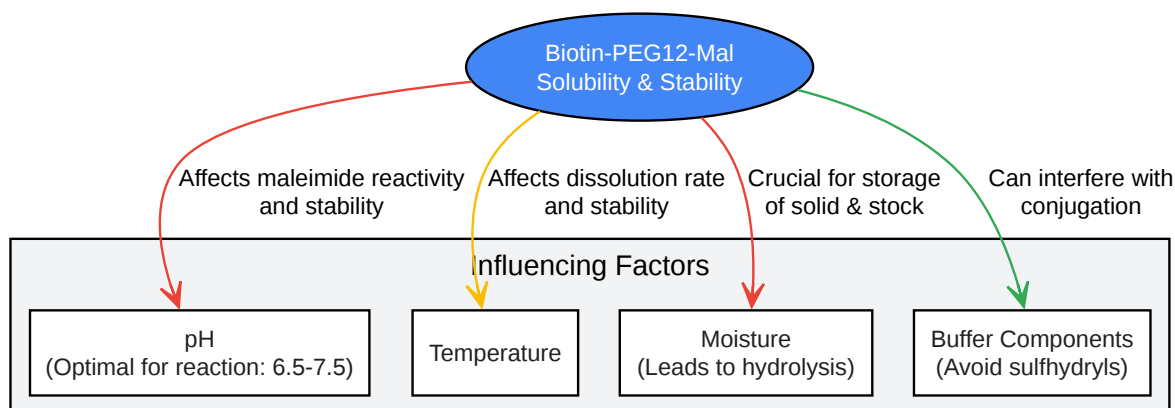 Biotin-PEG12-Mal
Solubility & Stability
Affects maleimide reactivity
and stability
Affects dissolution rate
and stability
Crucial for storage
of solid & stock
Can interfere with
conjugation
Influencing Factors
pH
(Optimal for reaction: 6.5-7.5)
Temperature
Moisture
(Leads to hydrolysis)
Buffer Components
(Avoid sulfhydryls)